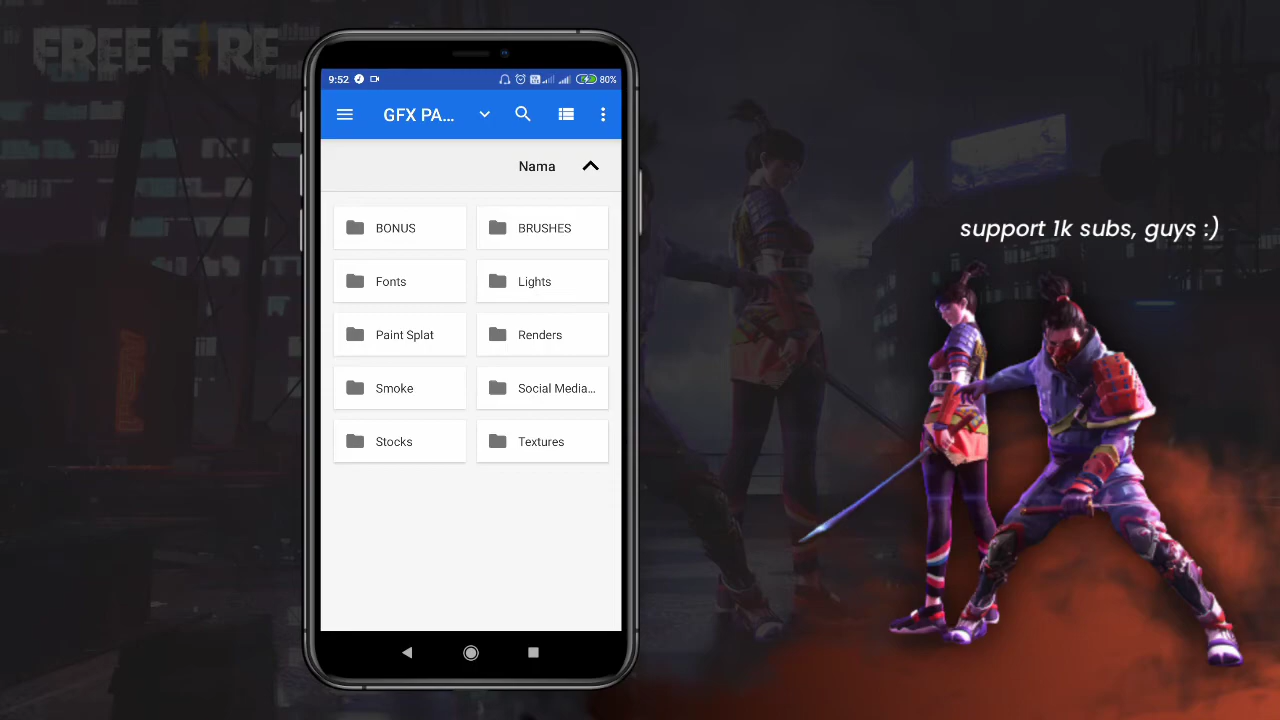 FREE FIRE
9:52 80%
GFX PA...
Nama
BONUS BRUSHES
Fonts Lights
Paint Splat Renders
Smoke Social Media...
Stocks Textures
support 1k subs, guys :)